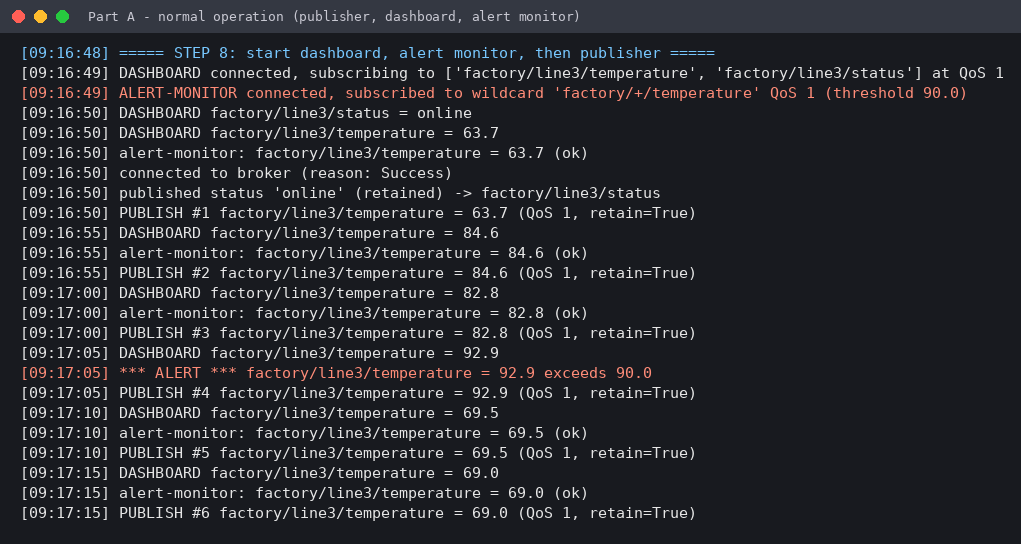 Part A - normal operation (publisher, dashboard, alert monitor)
[09:16:48] ===== STEP 8: start dashboard, alert monitor, then publisher =====
[09:16:49] DASHBOARD connected, subscribing to ['factory/line3/temperature', 'factory/line3/status'] at QoS 1
[09:16:49] ALERT-MONITOR connected, subscribed to wildcard 'factory/+/temperature' QoS 1 (threshold 90.0)
[09:16:50] DASHBOARD factory/line3/status = online
[09:16:50] DASHBOARD factory/line3/temperature = 63.7
[09:16:50] alert-monitor: factory/line3/temperature = 63.7 (ok)
[09:16:50] connected to broker (reason: Success)
[09:16:50] published status 'online' (retained) -> factory/line3/status
[09:16:50] PUBLISH #1 factory/line3/temperature = 63.7 (QoS 1, retain=True)
[09:16:55] DASHBOARD factory/line3/temperature = 84.6
[09:16:55] alert-monitor: factory/line3/temperature = 84.6 (ok)
[09:16:55] PUBLISH #2 factory/line3/temperature = 84.6 (QoS 1, retain=True)
[09:17:00] DASHBOARD factory/line3/temperature = 82.8
[09:17:00] alert-monitor: factory/line3/temperature = 82.8 (ok)
[09:17:00] PUBLISH #3 factory/line3/temperature = 82.8 (QoS 1, retain=True)
[09:17:05] DASHBOARD factory/line3/temperature = 92.9
[09:17:05] *** ALERT *** factory/line3/temperature = 92.9 exceeds 90.0
[09:17:05] PUBLISH #4 factory/line3/temperature = 92.9 (QoS 1, retain=True)
[09:17:10] DASHBOARD factory/line3/temperature = 69.5
[09:17:10] alert-monitor: factory/line3/temperature = 69.5 (ok)
[09:17:10] PUBLISH #5 factory/line3/temperature = 69.5 (QoS 1, retain=True)
[09:17:15] DASHBOARD factory/line3/temperature = 69.0
[09:17:15] alert-monitor: factory/line3/temperature = 69.0 (ok)
[09:17:15] PUBLISH #6 factory/line3/temperature = 69.0 (QoS 1, retain=True)